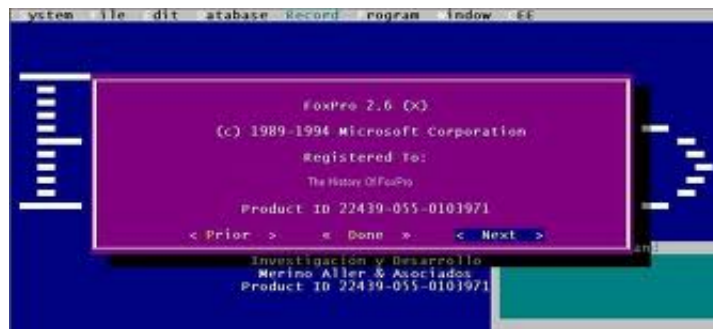 ystem ile dit atabase Record rogram indow EE
FoxPro 2.6 (X)
(c) 1989-1994 Microsoft Corporation
Registered To:
The History Of FoxPro
Product ID 22439-055-0103971
< Prior > « Done » < Next >
Investigación y Desarrollo
Merino Aller & Asociados
Product ID 22439-055-0103971